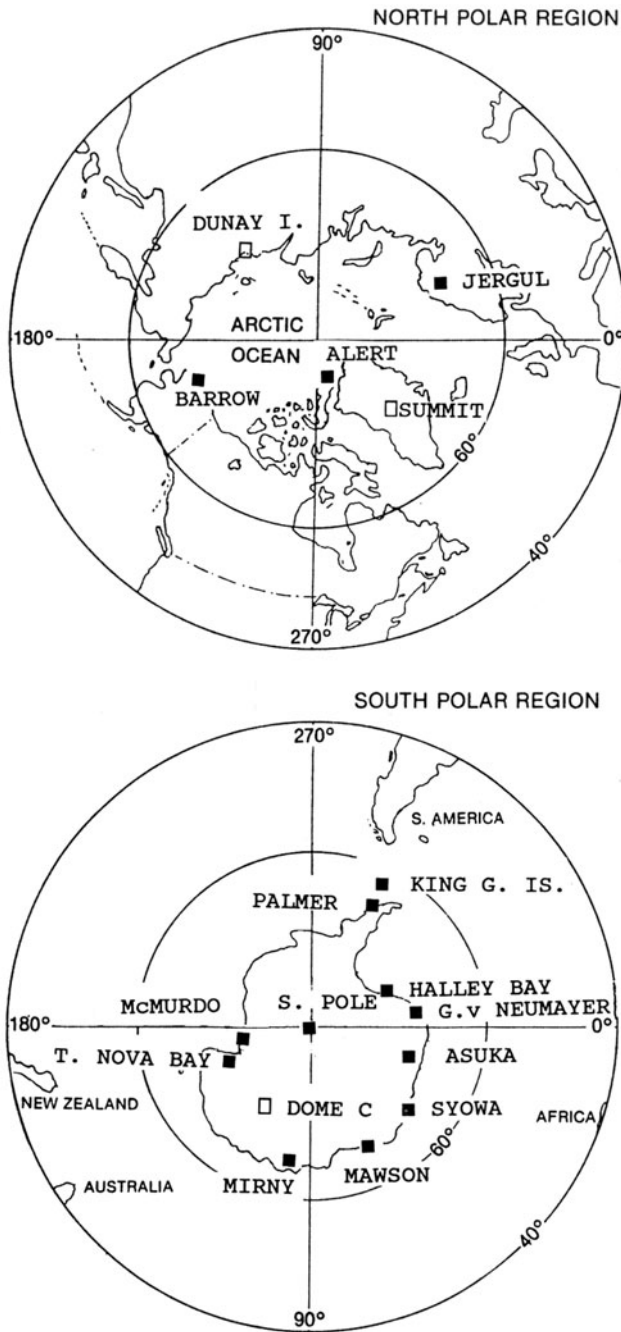 NORTH POLAR REGION
90°
DUNAY I.
JERGUL
ARCTIC
180°
0°
OCEAN
ALERT
BARROW
SUMMIT
60°
40°
270°
SOUTH POLAR REGION
270°
S. AMERICA
KING G. IS.
PALMER
HALLEY BAY
McMURDO
S. POLE
G.v NEUMAYER
180°
0°
T. NOVA BAY
ASUKA
NEW ZEALAND
DOME C
SYOWA
AFRICA
60°
MAWSON
AUSTRALIA
MIRNY
40°
90°